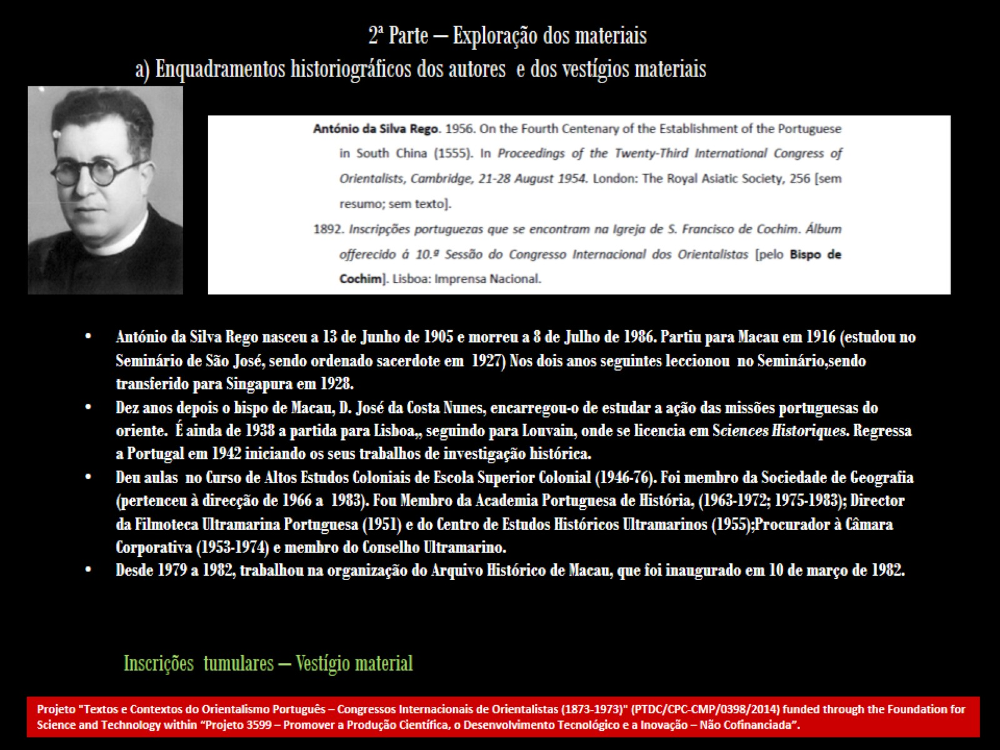 2ª Parte – Exploração dos materiais
a) Enquadramentos historiográficos dos autores e dos vestígios materiais
António da Silva Rego. 1956. On the Fourth Centenary of the Establishment of the Portuguese
in South China (1555). In Proceedings of the Twenty-Third International Congress of
Orientalists, Cambridge, 21-28 August 1954. London: The Royal Asiatic Society, 256 [sem
resumo; sem texto].
1892. Inscripções portuguezas que se encontram na Igreja de S. Francisco de Cochim. Álbum
offerecido á 10.ª Sessão do Congresso Internacional dos Orientalistas [pelo Bispo de
Cochim]. Lisboa: Imprensa Nacional.
• António da Silva Rego nasceu a 13 de Junho de 1905 e morreu a 8 de Julho de 1986. Partiu para Macau em 1916 (estudou no
Seminário de São José, sendo ordenado sacerdote em 1927) Nos dois anos seguintes leccionou no Seminário,sendo
transferido para Singapura em 1928.
• Dez anos depois o bispo de Macau, D. José da Costa Nunes, encarregou-o de estudar a ação das missões portuguesas do
oriente. É ainda de 1938 a partida para Lisboa,, seguindo para Louvain, onde se licencia em Sciences Historiques. Regressa
a Portugal em 1942 iniciando os seus trabalhos de investigação histórica.
• Deu aulas no Curso de Altos Estudos Coloniais de Escola Superior Colonial (1946-76). Foi membro da Sociedade de Geografia
(pertenceu à direcção de 1966 a 1983). Fou Membro da Academia Portuguesa de História, (1963-1972; 1975-1983); Director
da Filmoteca Ultramarina Portuguesa (1951) e do Centro de Estudos Históricos Ultramarinos (1955);Procurador à Câmara
Corporativa (1953-1974) e membro do Conselho Ultramarino.
• Desde 1979 a 1982, trabalhou na organização do Arquivo Histórico de Macau, que foi inaugurado em 10 de março de 1982.
Inscrições tumulares – Vestígio material
Projeto "Textos e Contextos do Orientalismo Português – Congressos Internacionais de Orientalistas (1873-1973)" (PTDC/CPC-CMP/0398/2014) funded through the Foundation for
Science and Technology within “Projeto 3599 – Promover a Produção Científica, o Desenvolvimento Tecnológico e a Inovação – Não Cofinanciada”.